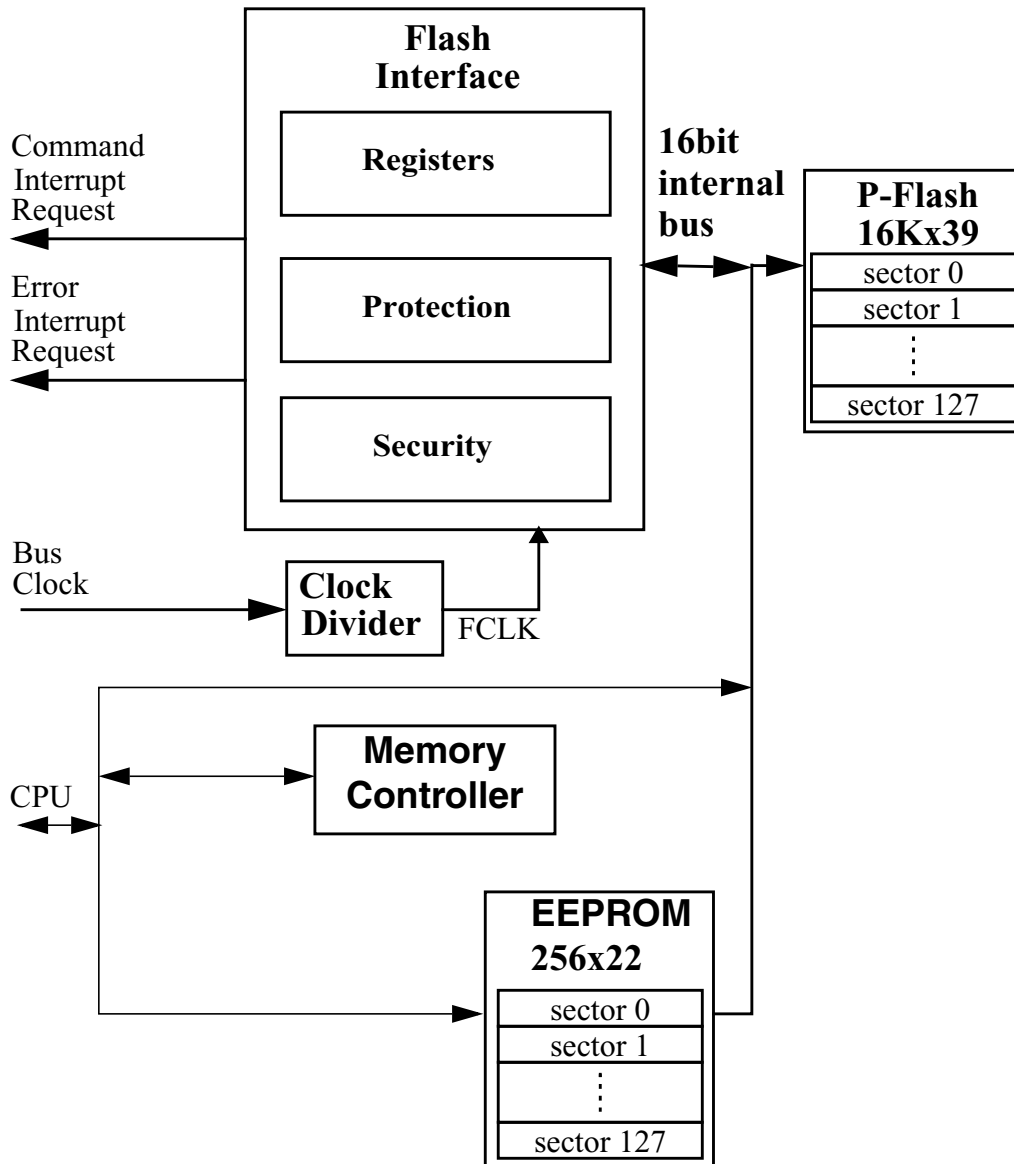 Flash
Interface
Registers
Protection
Security
Command
Interrupt
Request
Error
Interrupt
Request
16bit
internal
bus
P-Flash
16Kx39
sector 0
sector 1
sector 127
Bus
Clock
Clock
Divider
FCLK
Memory
Controller
CPU
EEPROM
256x22
sector 0
sector 1
sector 127